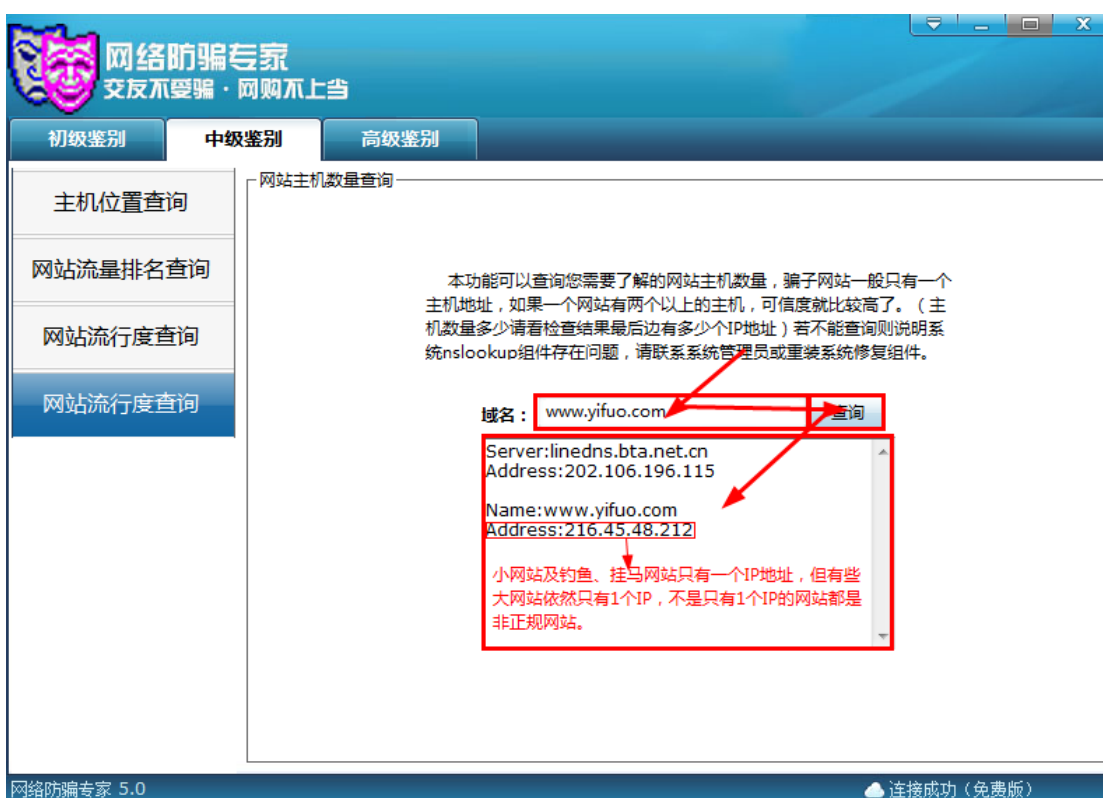 网络防骗专家
交友不受骗·网购不上当
初级鉴别
中级鉴别
高级鉴别
主机位置查询
网站流量排名查询
网站流行度查询
网站流行度查询
网站主机数量查询
本功能可以查询您需要了解的网站主机数量，骗子网站一般只有一个
主机地址，如果一个网站有两个以上的主机，可信度就比较高了。（主
机数量多少请看检查结果最后边有多少个IP地址）若不能查询则说明系
统nslookup组件存在问题，请联系系统管理员或重装系统修复组件。
域名： www.yifuo.com 查询
Server:linedns.bta.net.cn
Address:202.106.196.115
Name:www.yifuo.com
Address:216.45.48.212
小网站及钓鱼、挂马网站只有一个IP地址，但有些
大网站依然只有1个IP，不是只有1个IP的网站都是
非正规网站。
网络防骗专家 5.0
连接成功（免费版）